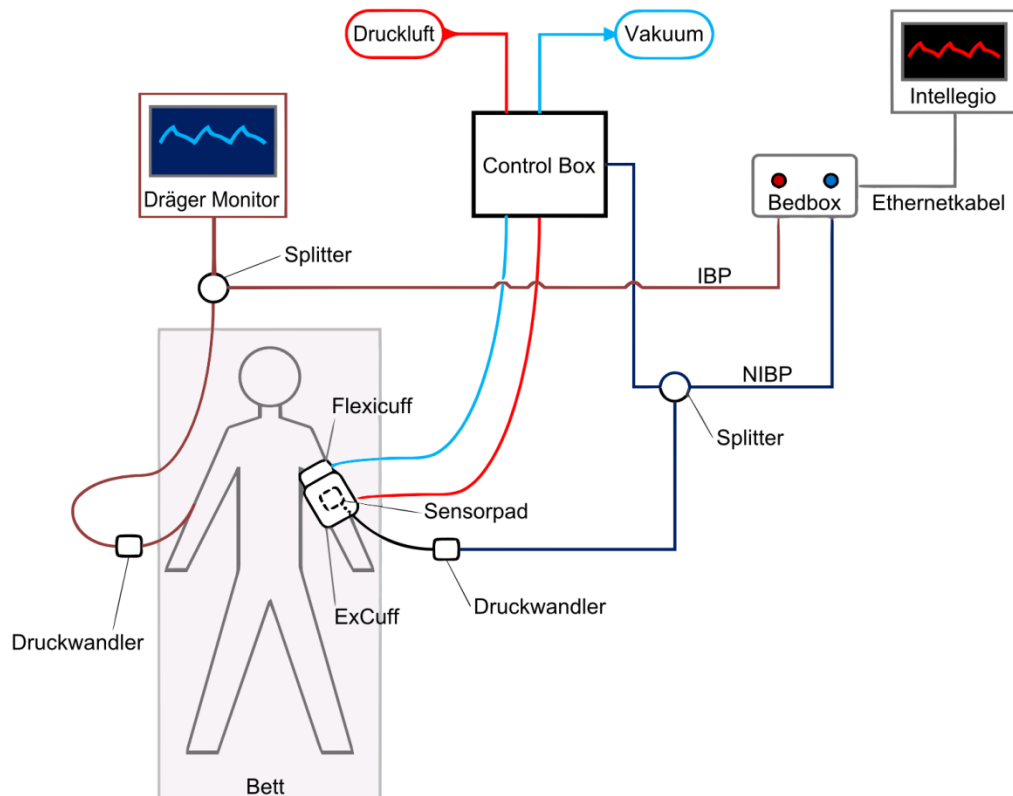 Druckluft
Vakuum
Intellegio
Control Box
Dräger Monitor
Bedbox
Ethernetkabel
Splitter
IBP
NIBP
Flexicuff
Splitter
Sensorpad
Druckwandler
ExCuff
Druckwandler
Bett